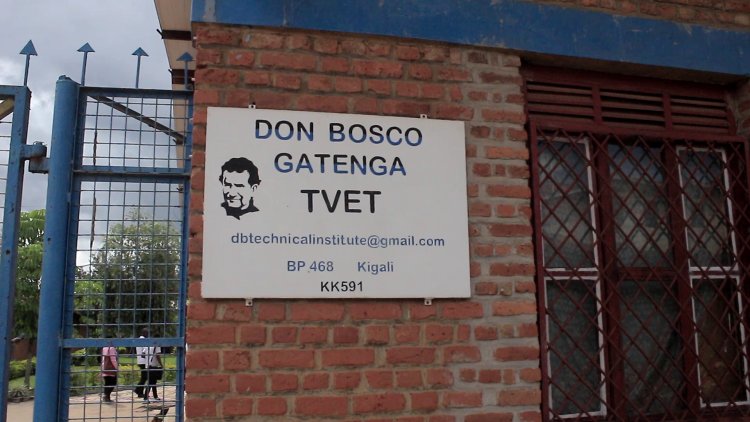 DON BOSCO
GATENGA
TVET
dbtechnicalinstitute@gmail.com
BP.468 Kigali
KK591